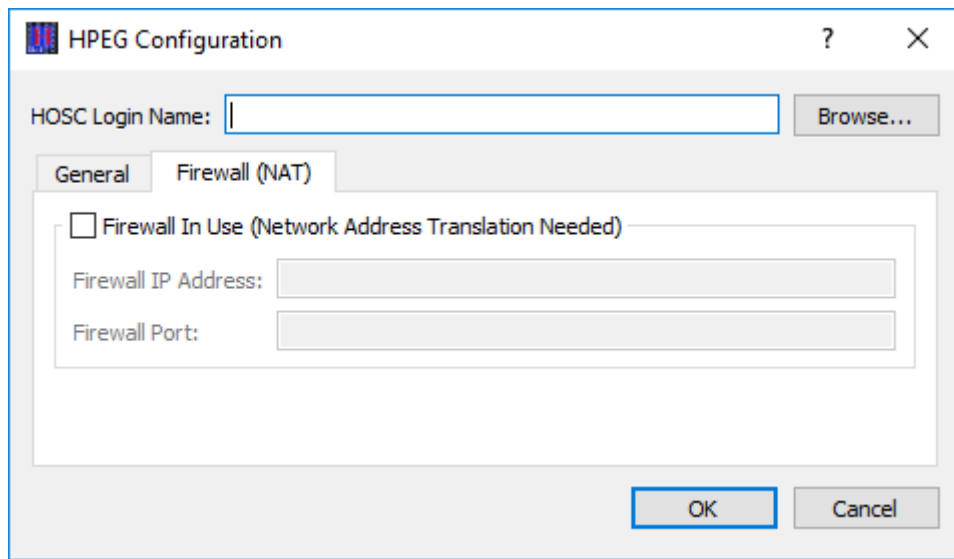 HPEG Configuration ?
HOSC Login Name: Browse...
General Firewall (NAT)
Firewall In Use (Network Address Translation Needed)
Firewall IP Address:
Firewall Port:
OK Cancel